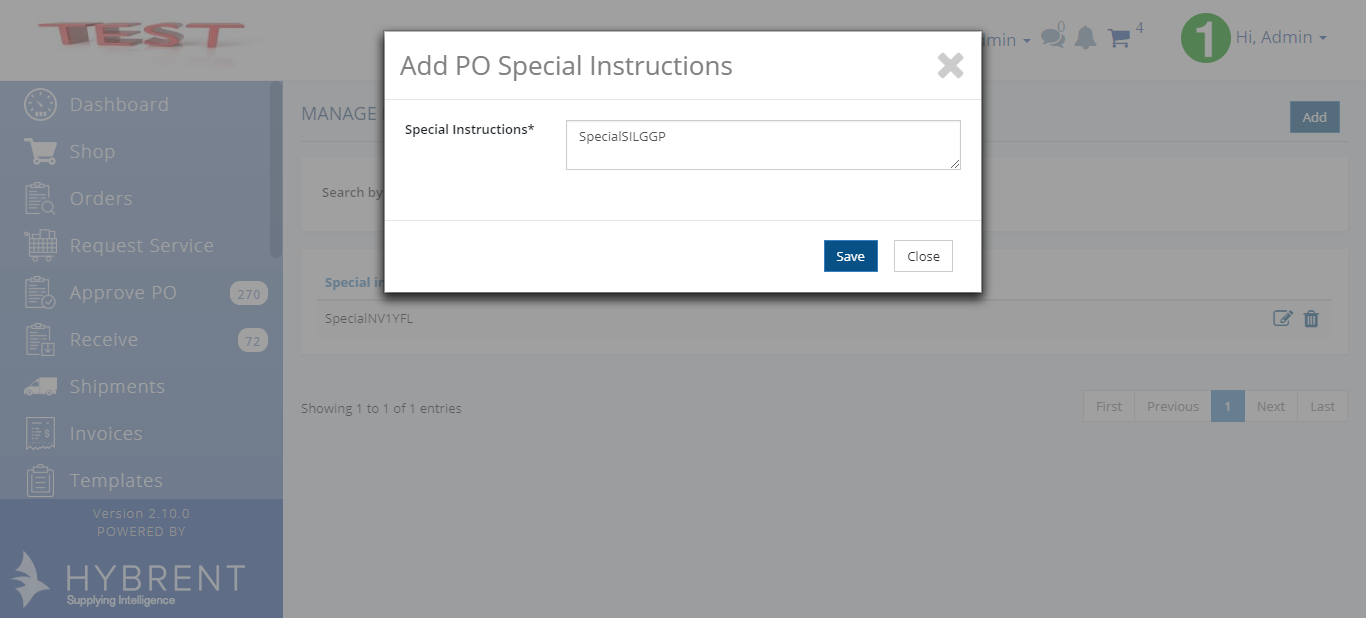 TEST
Add PO Special Instructions
min
0
4
1
Hi, Admin
Dashboard
MANAGE
Add
Special Instructions*
SpecialSILGGP
Shop
Search by
Orders
Request Service
Save
Close
Approve PO
270
Special in
SpecialNV1YFL
Receive
72
Shipments
Showing 1 to 1 of 1 entries
First
Previous
1
Next
Last
Invoices
Templates
Version 2.10.0
POWERED BY
HYBRENT
Supplying Intelligence